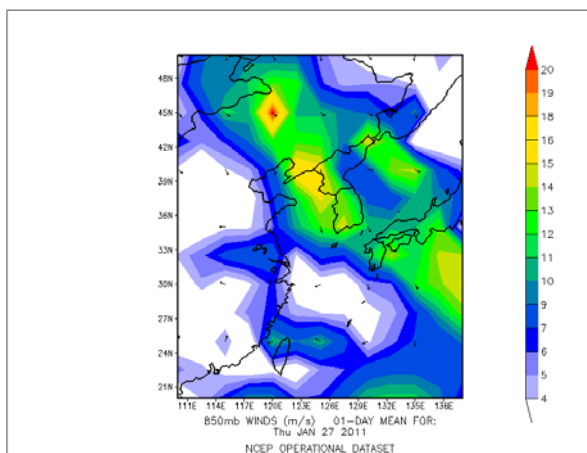 48N
45N
42N
39N
36N
33N
30N
27N
24N
21N
111E 114E 117E 120E 123E 126E 129E 132E 135E 138E
20
19
18
17
16
15
14
13
12
11
10
9
8
7
6
5
4
850mb WINDS (m/s) 01-DAY MEAN FOR:
Thu JAN 27 2011
NCEP OPERATIONAL DATASET